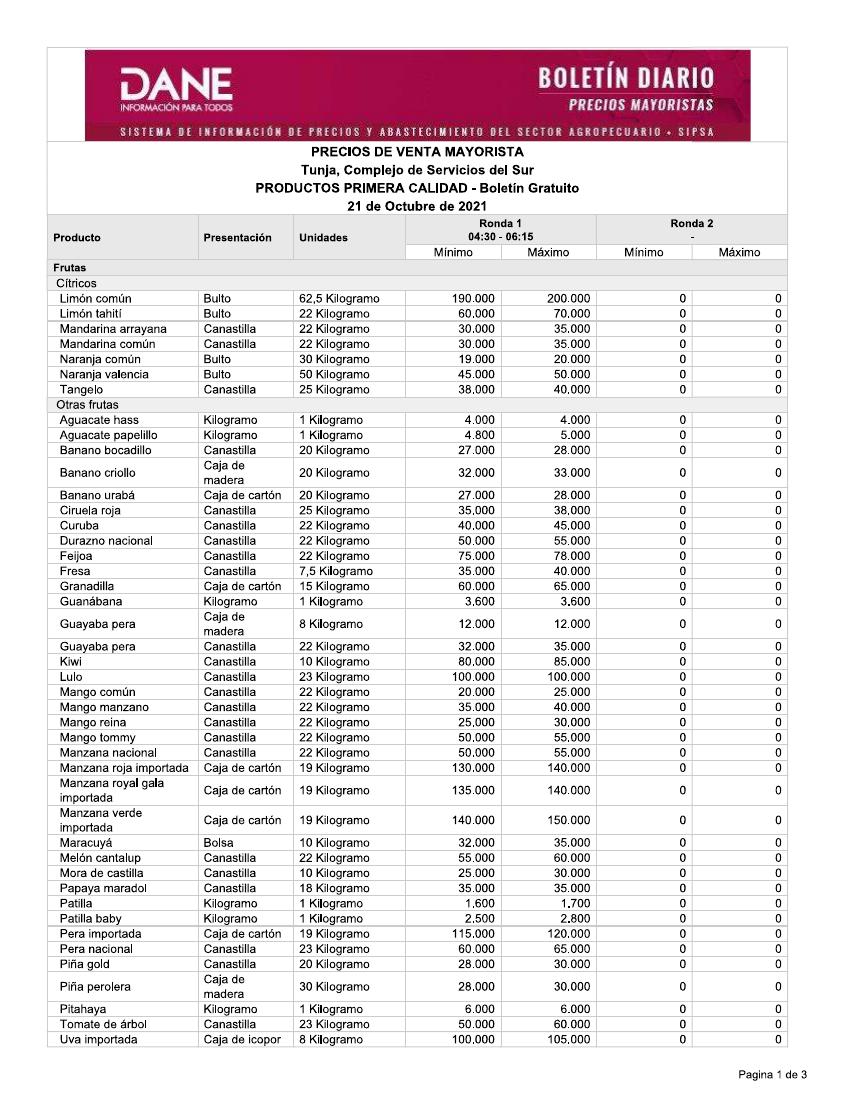 DANE
INFORMACIÓN PARA TODOS
BOLETÍN DIARIO
PRECIOS MAYORISTAS
SISTEMA DE INFORMACIÓN DE PRECIOS Y ABASTECIMIENTO DEL SECTOR AGROPECUARIO • SIPSA
PRECIOS DE VENTA MAYORISTA
Tunja, Complejo de Servicios del Sur
PRODUCTOS PRIMERA CALIDAD - Boletín Gratuito
21 de Octubre de 2021
Producto Presentación Unidades Ronda 1 04:30 - 06:15 Ronda 2 -
Mínimo Máximo Mínimo Máximo
Frutas
Cítricos
Limón común Bulto 62,5 Kilogramo 190.000 200.000 0 0
Limón tahití Bulto 22 Kilogramo 60.000 70.000 0 0
Mandarina arrayana Canastilla 22 Kilogramo 30.000 35.000 0 0
Mandarina común Canastilla 22 Kilogramo 30.000 35.000 0 0
Naranja común Bulto 30 Kilogramo 19.000 20.000 0 0
Naranja valencia Bulto 50 Kilogramo 45.000 50.000 0 0
Tangelo Canastilla 25 Kilogramo 38.000 40.000 0 0
Otras frutas
Aguacate hass Kilogramo 1 Kilogramo 4.000 4.000 0 0
Aguacate papelillo Kilogramo 1 Kilogramo 4.800 5.000 0 0
Banano bocadillo Canastilla 20 Kilogramo 27.000 28.000 0 0
Banano criollo Caja de madera 20 Kilogramo 32.000 33.000 0 0
Banano urabá Caja de cartón 20 Kilogramo 27.000 28.000 0 0
Ciruela roja Canastilla 25 Kilogramo 35.000 38.000 0 0
Curuba Canastilla 22 Kilogramo 40.000 45.000 0 0
Durazno nacional Canastilla 22 Kilogramo 50.000 55.000 0 0
Feijoa Canastilla 22 Kilogramo 75.000 78.000 0 0
Fresa Canastilla 7,5 Kilogramo 35.000 40.000 0 0
Granadilla Caja de cartón 15 Kilogramo 60.000 65.000 0 0
Guanábana Kilogramo 1 Kilogramo 3.600 3.600 0 0
Guayaba pera Caja de madera 8 Kilogramo 12.000 12.000 0 0
Guayaba pera Canastilla 22 Kilogramo 32.000 35.000 0 0
Kiwi Canastilla 10 Kilogramo 80.000 85.000 0 0
Lulo Canastilla 23 Kilogramo 100.000 100.000 0 0
Mango común Canastilla 22 Kilogramo 20.000 25.000 0 0
Mango manzano Canastilla 22 Kilogramo 35.000 40.000 0 0
Mango reina Canastilla 22 Kilogramo 25.000 30.000 0 0
Mango tommy Canastilla 22 Kilogramo 50.000 55.000 0 0
Manzana nacional Canastilla 22 Kilogramo 50.000 55.000 0 0
Manzana roja importada Caja de cartón 19 Kilogramo 130.000 140.000 0 0
Manzana royal gala importada Caja de cartón 19 Kilogramo 135.000 140.000 0 0
Manzana verde importada Caja de cartón 19 Kilogramo 140.000 150.000 0 0
Maracuyá Bolsa 10 Kilogramo 32.000 35.000 0 0
Melón cantalup Canastilla 22 Kilogramo 55.000 60.000 0 0
Mora de castilla Canastilla 10 Kilogramo 25.000 30.000 0 0
Papaya maradol Canastilla 18 Kilogramo 35.000 35.000 0 0
Patilla Kilogramo 1 Kilogramo 1.600 1.700 0 0
Patilla baby Kilogramo 1 Kilogramo 2.500 2.800 0 0
Pera importada Caja de cartón 19 Kilogramo 115.000 120.000 0 0
Pera nacional Canastilla 23 Kilogramo 60.000 65.000 0 0
Piña gold Canastilla 20 Kilogramo 28.000 30.000 0 0
Piña perolera Caja de madera 30 Kilogramo 28.000 30.000 0 0
Pitahaya Kilogramo 1 Kilogramo 6.000 6.000 0 0
Tomate de árbol Canastilla 23 Kilogramo 50.000 60.000 0 0
Uva importada Caja de icopor 8 Kilogramo 100.000 105.000 0 0
Pagina 1 de 3